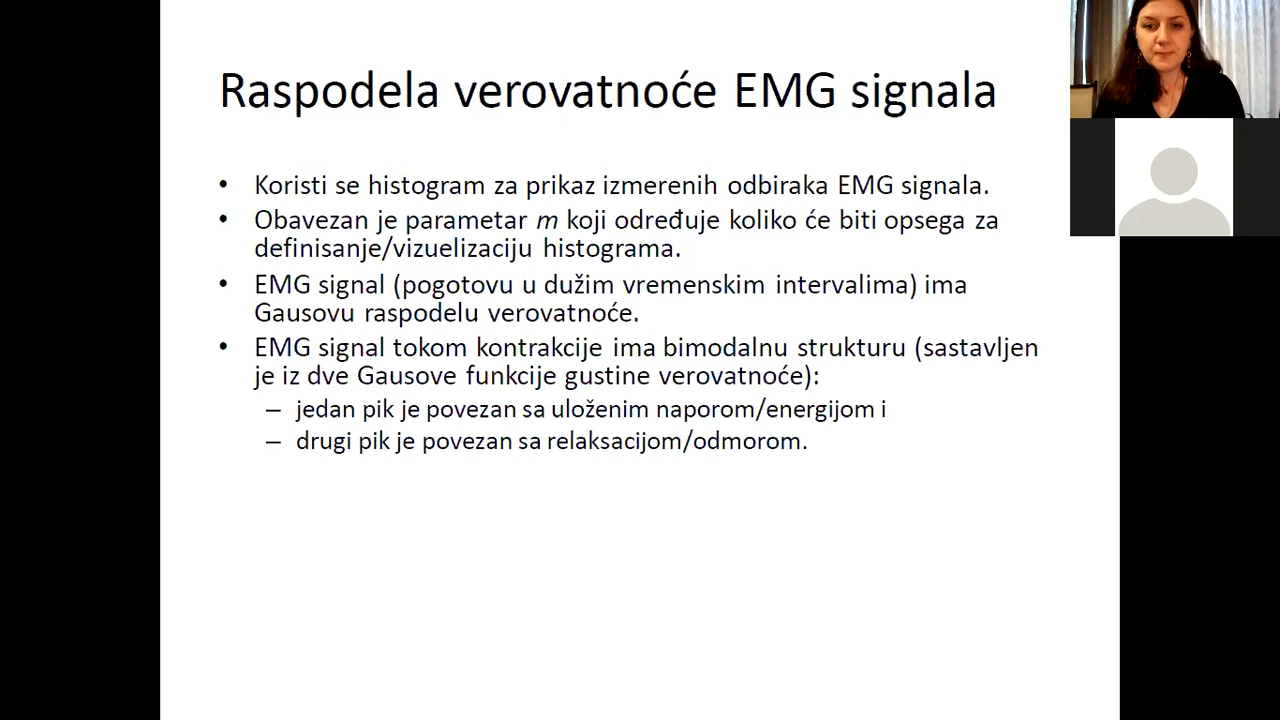 Raspodela verovatnoće EMG signala
• Koristi se histogram za prikaz izmerenih odbiraka EMG signala.
• Obavezan je parametar m koji određuje koliko će biti opsega za
definisanje/vizuelizaciju histograma.
• EMG signal (pogotovu u dužim vremenskim intervalima) ima
Gausovu raspodelu verovatnoće.
• EMG signal tokom kontrakcije ima bimodalnu strukturu (sastavljen
je iz dve Gausove funkcije gustine verovatnoće):
– jedan pik je povezan sa uloženim naporom/energijom i
– drugi pik je povezan sa relaksacijom/odmorom.